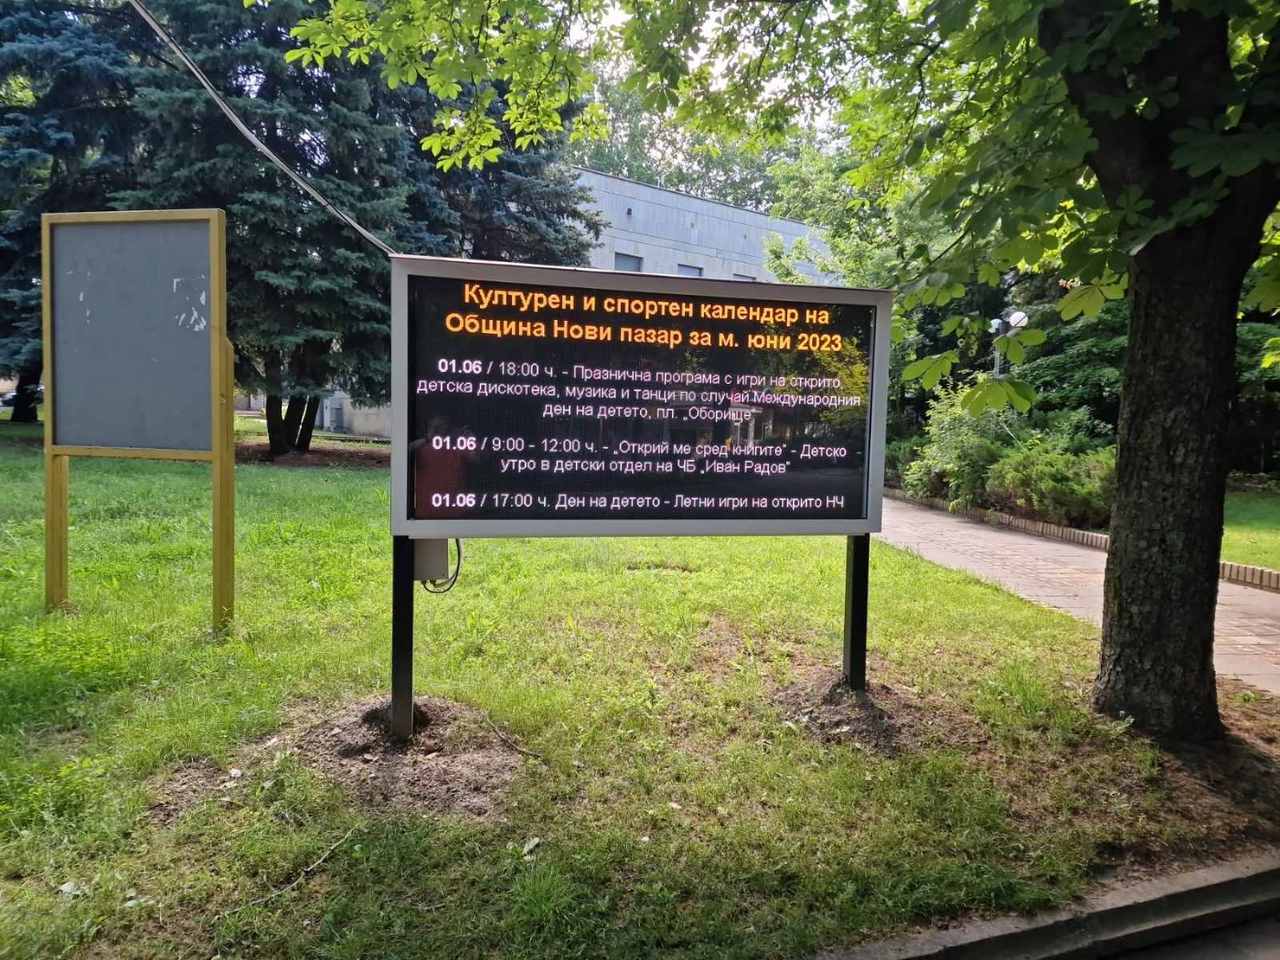 Културен и спортен календар на
Община Нови пазар за м. юни 2023
01.06 / 18:00 ч. - Празнична програма с игри на открито,
детска дискотека, музика и танци по случай Международния
ден на детето, пл. „Оборище"
01.06 / 9:00 - 12:00 ч. - „Открий ме сред книгите" - Детско
утро в детски отдел на ЧБ „Иван Радов"
01.06 / 17:00 ч. Ден на детето - Летни игри на открито НЧ